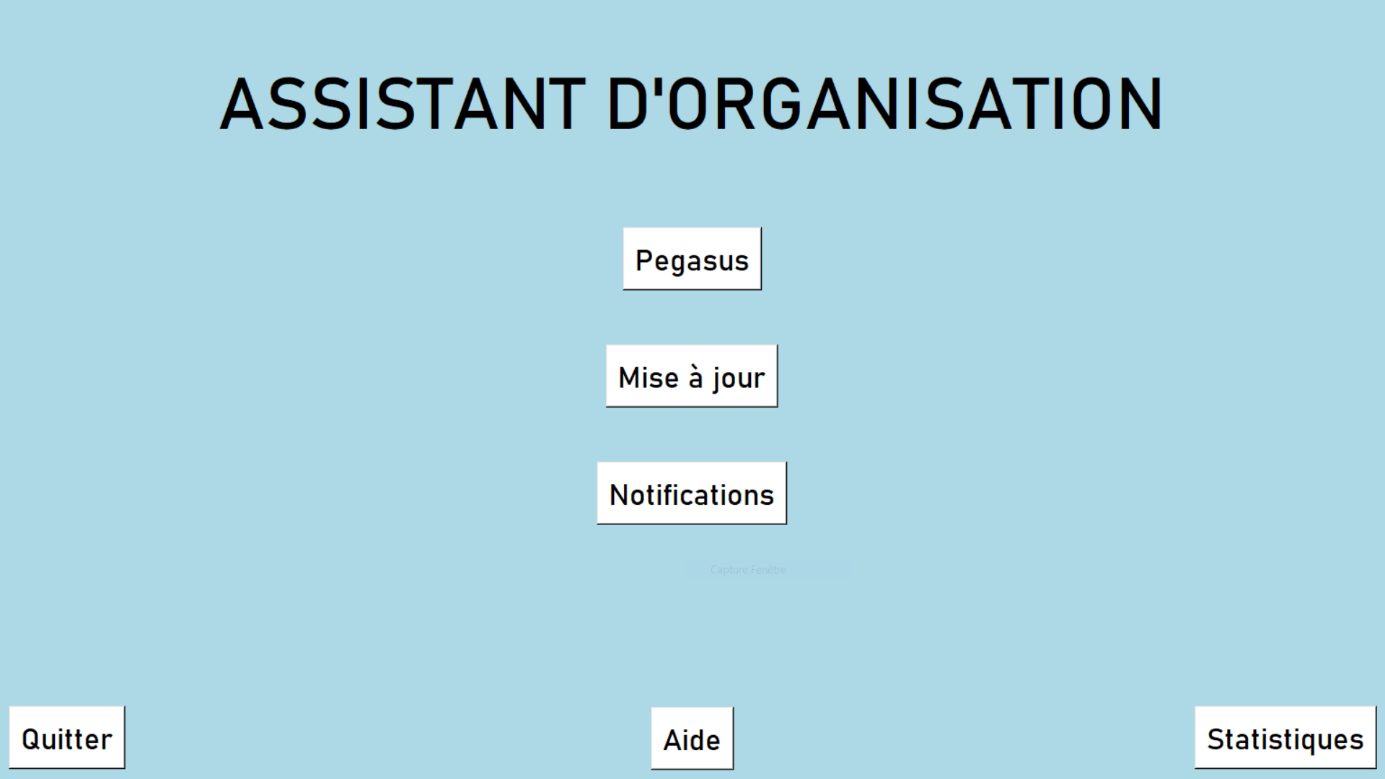 ASSISTANT D'ORGANISATION
Pegasus
Mise à jour
Notifications
Capture Fenêtre
Quitter
Aide
Statistiques